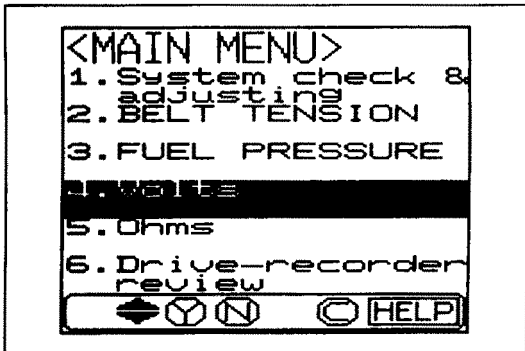 <MAIN MENU>
1.System check &
adjusting
2.BELT TENSION
3.FUEL PRESSURE
4.Volts
5.Ohms
6.Drive-recorder
review
Y N C HELP